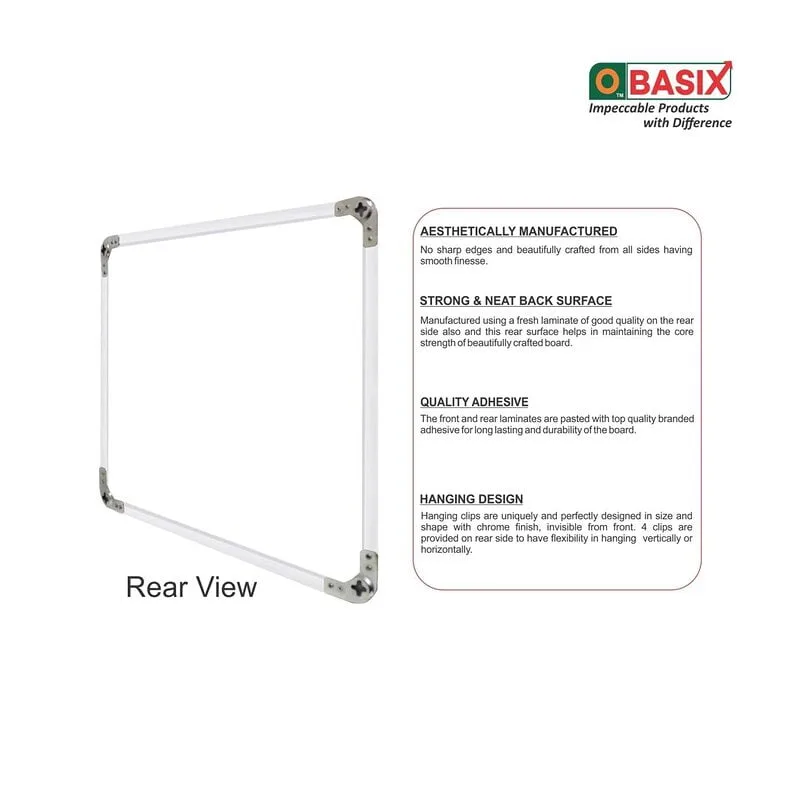 O BASIX
TM
Impeccable Products
with Difference
AESTHETICALLY MANUFACTURED
No sharp edges and beautifully crafted from all sides having
smooth finesse.
STRONG & NEAT BACK SURFACE
Manufactured using a fresh laminate of good quality on the rear
side also and this rear surface helps in maintaining the core
strength of beautifully crafted board.
QUALITY ADHESIVE
The front and rear laminates are pasted with top quality branded
adhesive for long lasting and durability of the board.
HANGING DESIGN
Hanging clips are uniquely and perfectly designed in size and
shape with chrome finish, invisible from front. 4 clips are
provided on rear side to have flexibility in hanging vertically or
horizontally.
Rear View